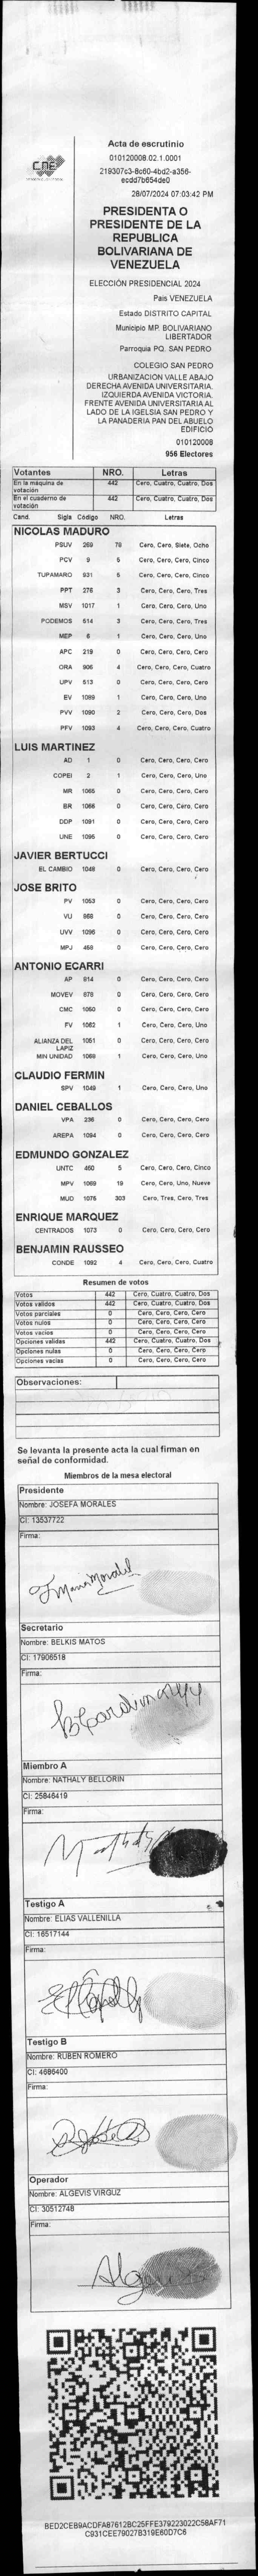 CNE
Acta de escrutinio
010120008.02.1.0001
219307c3-8c60-4bd2-a356-
ecdd7b654de0
28/07/2024 07:03:42 PM
PRESIDENTA O
PRESIDENTE DE LA
REPUBLICA
BOLIVARIANA DE
VENEZUELA
ELECCIÓN PRESIDENCIAL 2024
Pais VENEZUELA
Estado DISTRITO CAPITAL
Municipio MP. BOLIVARIANO
LIBERTADOR
Parroquia PQ. SAN PEDRO
COLEGIO SAN PEDRO
URBANIZACIÓN VALLE ABAJO
DERECHA AVENIDA UNIVERSITARIA.
IZQUIERDA AVENIDA VICTORIA.
FRENTE AVENIDA UNIVERSITARIA AL
LADO DE LA IGELSIA SAN PEDRO Y
LA PANADERIA PAN DEL ABUELO
EDIFICIO
010120008
956 Electores
Votantes NRO. Letras
En la máquina de votación 442 Cero, Cuatro, Cuatro, Dos
En el cuaderno de votación 442 Cero, Cuatro, Cuatro, Dos
Cand. Sigla Código NRO. Letras
NICOLAS MADURO
PSUV 269 78 Cero, Cero, Siete, Ocho
PCV 9 5 Cero, Cero, Cero, Cinco
TUPAMARO 931 5 Cero, Cero, Cero, Cinco
PPT 276 3 Cero, Cero, Cero, Tres
MSV 1017 1 Cero, Cero, Cero, Uno
PODEMOS 514 3 Cero, Cero, Cero, Tres
MEP 6 1 Cero, Cero, Cero, Uno
APC 219 0 Cero, Cero, Cero, Cero
ORA 906 4 Cero, Cero, Cero, Cuatro
UPV 513 0 Cero, Cero, Cero, Cero
EV 1089 1 Cero, Cero, Cero, Uno
PVV 1090 2 Cero, Cero, Cero, Dos
PFV 1093 4 Cero, Cero, Cero, Cuatro
LUIS MARTINEZ
AD 1 0 Cero, Cero, Cero, Cero
COPEI 2 1 Cero, Cero, Cero, Uno
MR 1065 0 Cero, Cero, Cero, Cero
BR 1066 0 Cero, Cero, Cero, Cero
DDP 1091 0 Cero, Cero, Cero, Cero
UNE 1095 0 Cero, Cero, Cero, Cero
JAVIER BERTUCCI
EL CAMBIO 1048 0 Cero, Cero, Cero, Cero
JOSE BRITO
PV 1053 0 Cero, Cero, Cero, Cero
VU 968 0 Cero, Cero, Cero, Cero
UVV 1096 0 Cero, Cero, Cero, Cero
MPJ 458 0 Cero, Cero, Cero, Cero
ANTONIO ECARRI
AP 814 0 Cero, Cero, Cero, Cero
MOVEV 878 0 Cero, Cero, Cero, Cero
CMC 1050 0 Cero, Cero, Cero, Cero
FV 1062 1 Cero, Cero, Cero, Uno
ALIANZA DEL LAPIZ 1051 0 Cero, Cero, Cero, Cero
MIN UNIDAD 1069 1 Cero, Cero, Cero, Uno
CLAUDIO FERMIN
SPV 1049 1 Cero, Cero, Cero, Uno
DANIEL CEBALLOS
VPA 236 0 Cero, Cero, Cero, Cero
AREPA 1094 0 Cero, Cero, Cero, Cero
EDMUNDO GONZALEZ
UNTC 460 5 Cero, Cero, Cero, Cinco
MPV 1069 19 Cero, Cero, Uno, Nueve
MUD 1076 303 Cero, Tres, Cero, Tres
ENRIQUE MARQUEZ
CENTRADOS 1073 0 Cero, Cero, Cero, Cero
BENJAMIN RAUSSEO
CONDE 1092 4 Cero, Cero, Cero, Cuatro
Resumen de votos
Votos 442 Cero, Cuatro, Cuatro, Dos
Votos validos 442 Cero, Cuatro, Cuatro, Dos
Votos parciales 0 Cero, Cero, Cero, Cero
Votos nulos 0 Cero, Cero, Cero, Cero
Votos vacios 0 Cero, Cero, Cero, Cero
Opciones validas 442 Cero, Cuatro, Cuatro, Dos
Opciones nulas 0 Cero, Cero, Cero, Cero
Opciones vacias 0 Cero, Cero, Cero, Cero
Observaciones:
Se levanta la presente acta la cual firman en
señal de conformidad.
Miembros de la mesa electoral
Presidente
Nombre: JOSEFA MORALES
CI: 13537722
Firma:
Secretario
Nombre: BELKIS MATOS
CI: 17906518
Firma:
Miembro A
Nombre: NATHALY BELLORIN
CI: 25846419
Firma:
Testigo A
Nombre: ELIAS VALLENILLA
CI: 16517144
Firma:
Testigo B
Nombre: RUBEN ROMERO
CI: 4686400
Firma:
Operador
Nombre: ALGEVIS VIRGUZ
CI: 30512748
Firma:
BED2CEB9ACDFA87612BC25FFE379223022C58AF71
C931CEE79027B319E60D7C6